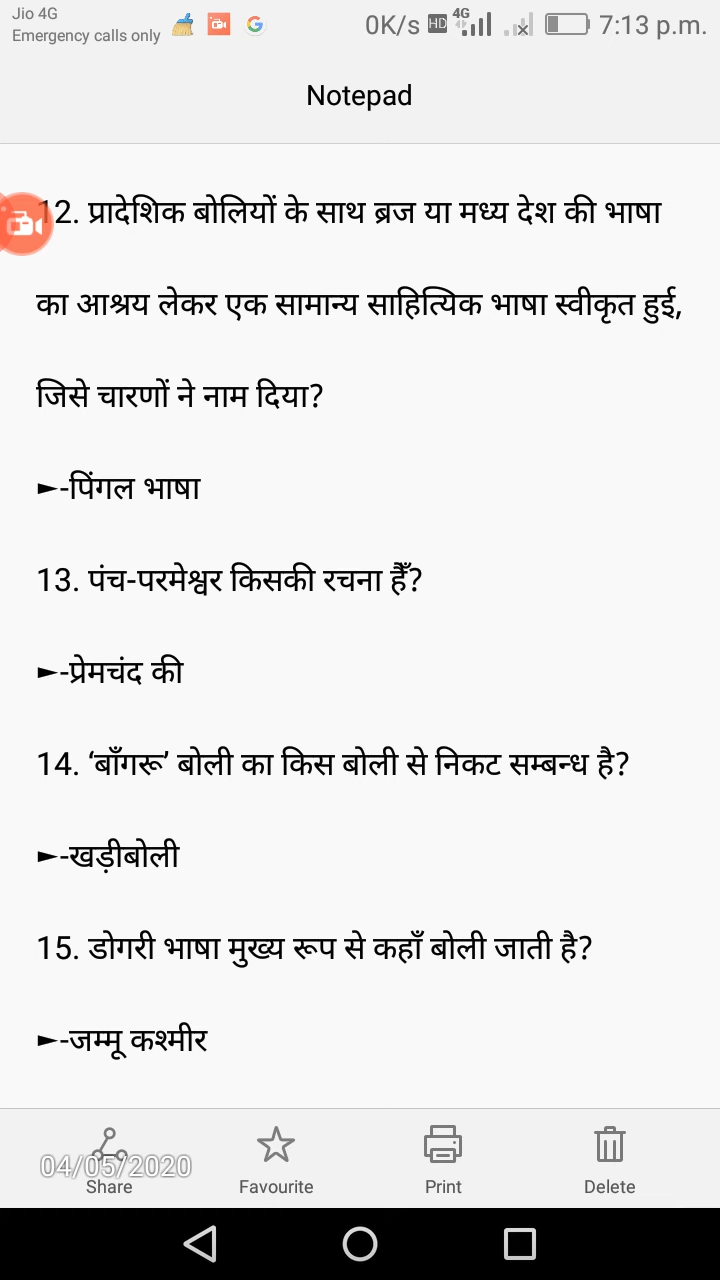 Jio 4G
Emergency calls only
0K/s HD 4G 7:13 p.m.
Notepad
12. प्रादेशिक बोलियों के साथ ब्रज या मध्य देश की भाषा
का आश्रय लेकर एक सामान्य साहित्यिक भाषा स्वीकृत हुई,
जिसे चारणों ने नाम दिया?
►-पिंगल भाषा
13. पंच-परमेश्वर किसकी रचना हैँ?
►-प्रेमचंद की
14. ‘बाँगरू’ बोली का किस बोली से निकट सम्बन्ध है?
►-खड़ीबोली
15. डोगरी भाषा मुख्य रूप से कहाँ बोली जाती है?
►-जम्मू कश्मीर
04/05/2020
Share Favourite Print Delete